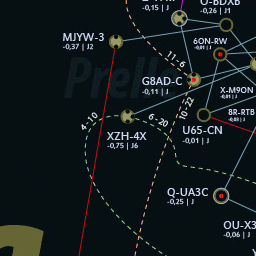 O-BDXB
-0,15 | J
-0,26 | J1
MJYW-3
-0,37 | J2
6ON-RW
-0,01 | J
11-6
G8AD-C
-0,11 | J
X-M9ON
10-22
8R-RTB
4-10
6-20
XZH-4X
-0,75 | J6
U65-CN
-0,01 | J
Q-UA3C
-0,25 | J
OU-X3
-0,06 | J